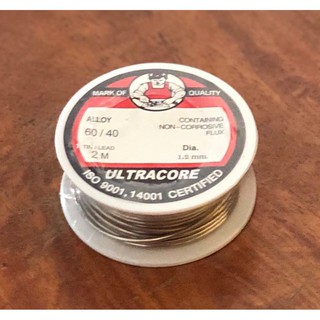 MARK OF QUALITY
ALLOY
60/40
TIN/LEAD
2 M
CONTAINING
NON-CORROSIVE
FLUX
Dia.
1.2 mm.
ULTRACORE
ISO 9001, 14001 CERTIFIED